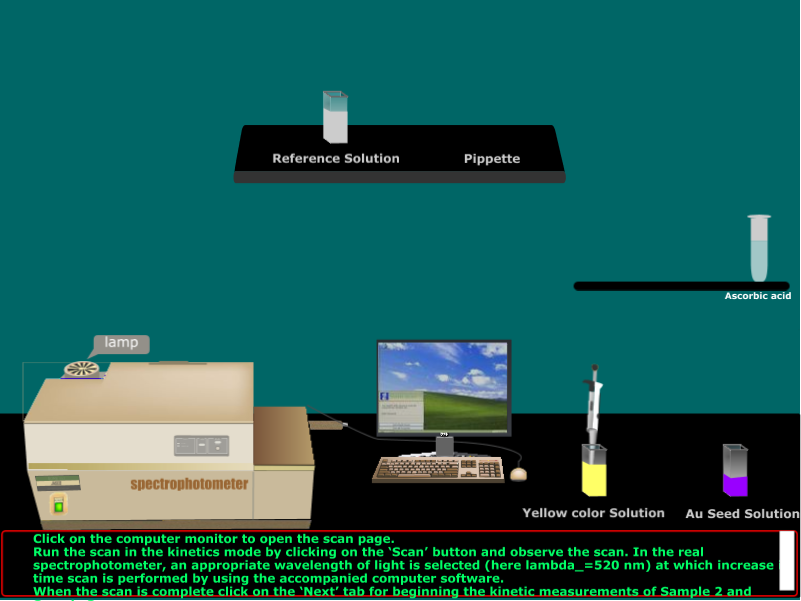 Reference Solution
Pippette
Ascorbic acid
lamp
spectrophotometer
Yellow color Solution
Au Seed Solution
Click on the computer monitor to open the scan page.
Run the scan in the kinetics mode by clicking on the ‘Scan’ button and observe the scan. In the real
spectrophotometer, an appropriate wavelength of light is selected (here lambda_=520 nm) at which increase
time scan is performed by using the accompanied computer software.
When the scan is complete click on the ‘Next’ tab for beginning the kinetic measurements of Sample 2 and